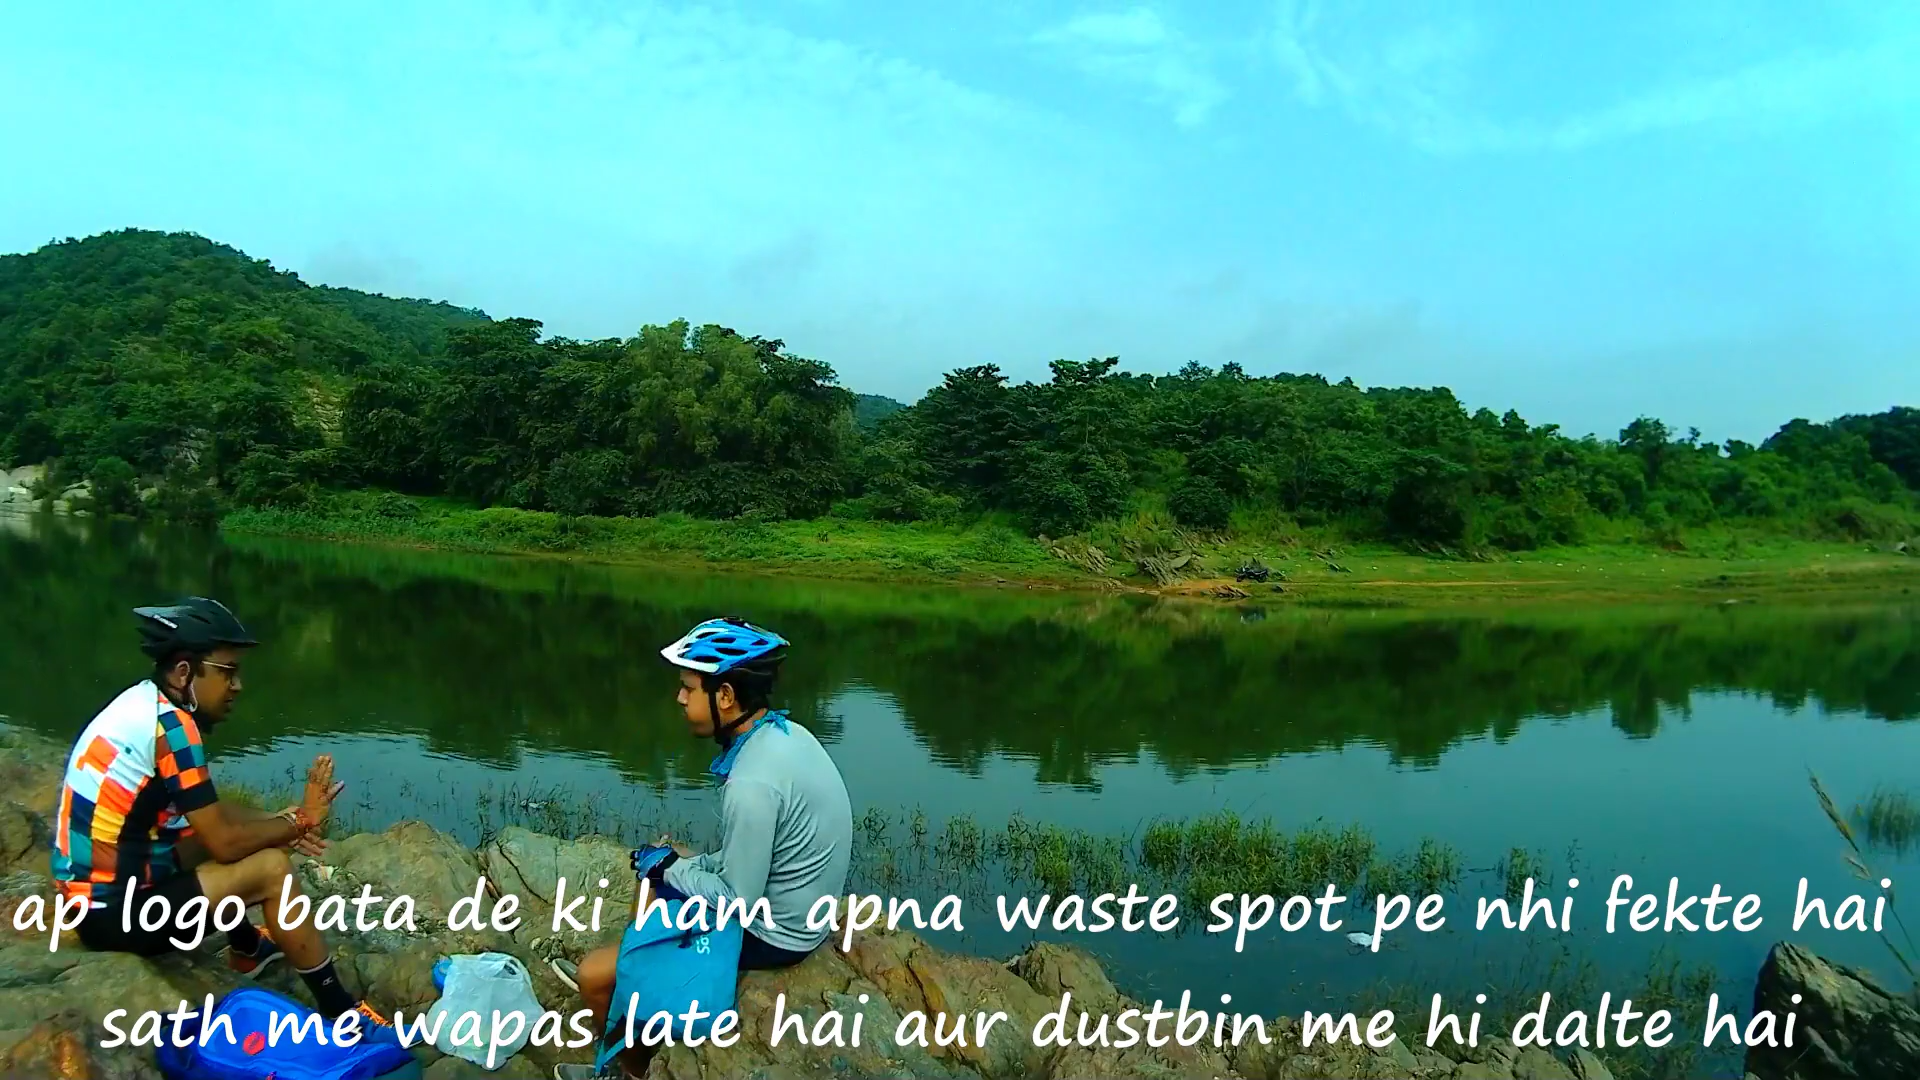 ap logo bata de ki ham apna waste spot pe nhi fekte hai
sath me wapas late hai aur dustbin me hi dalte hai